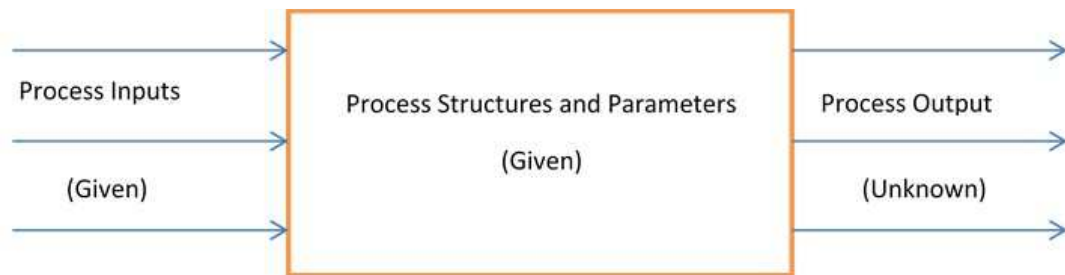 Process Inputs
(Given)
Process Structures and Parameters
(Given)
Process Output
(Unknown)